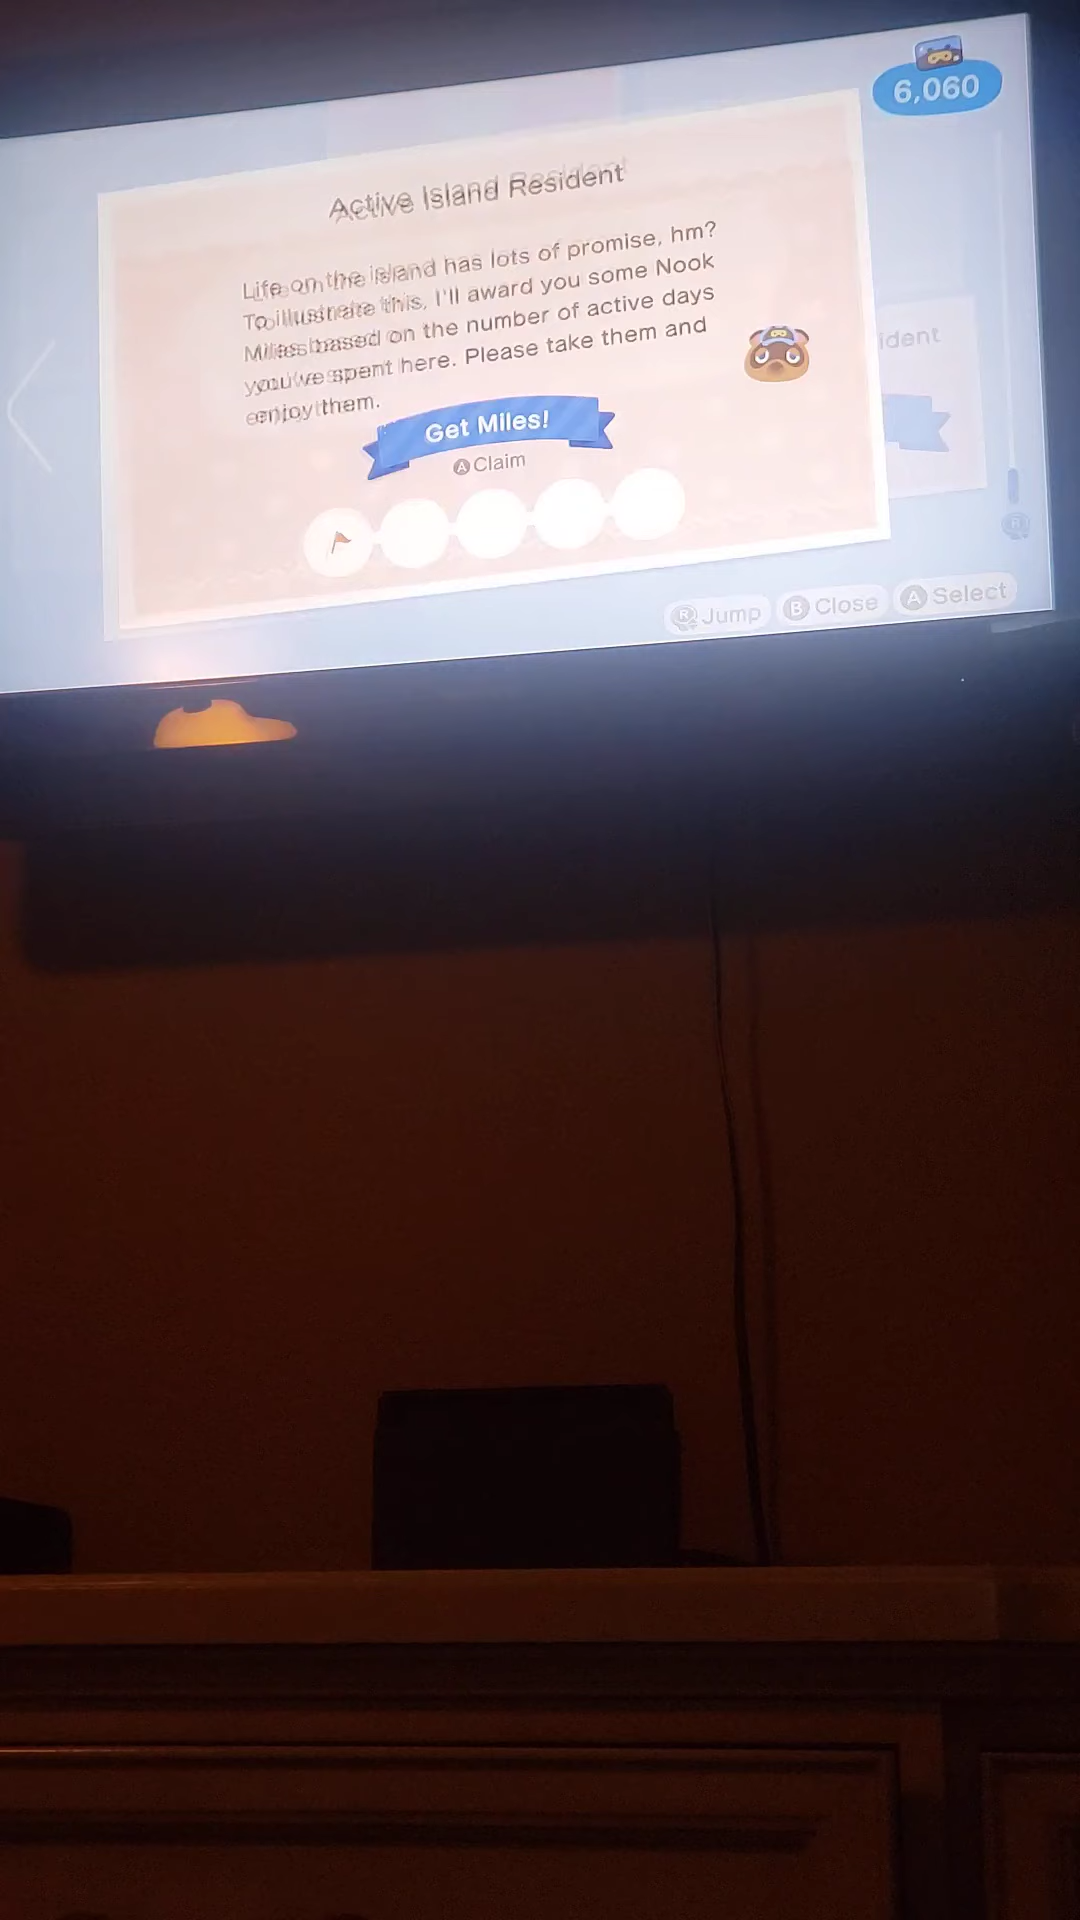 6,060
Active Island Resident
Life on the island has lots of promise, hm?
To illustrate this, I'll award you some Nook
Miles based on the number of active days
you've spent here. Please take them and
enjoy them.
ident
Get Miles!
A Claim
R
R Jump B Close A Select